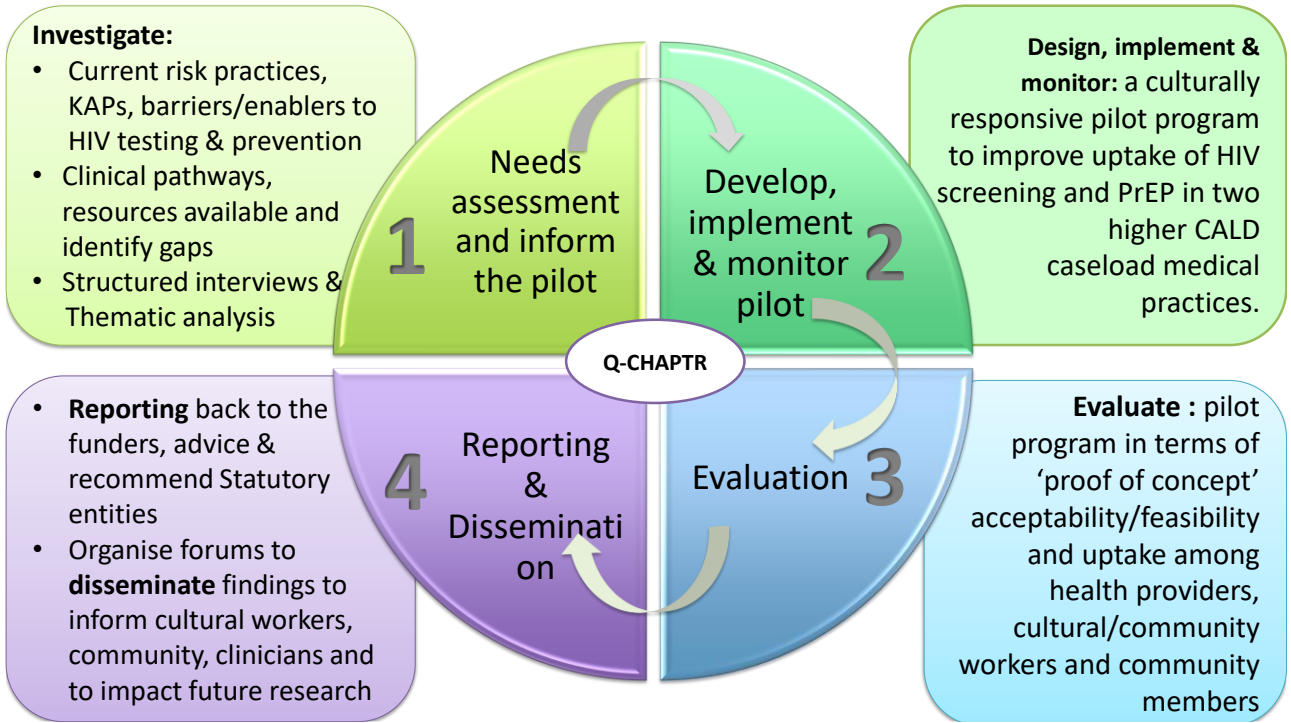 Investigate:
• Current risk practices,
KAPs, barriers/enablers to
HIV testing & prevention
• Clinical pathways,
resources available and
identify gaps
• Structured interviews &
Thematic analysis
1
Needs
assessment
and inform
the pilot
Develop,
implement
& monitor
pilot
2
Design, implement &
monitor: a culturally
responsive pilot program
to improve uptake of HIV
screening and PrEP in two
higher CALD
caseload medical
practices.
Q-CHAPTR
Evaluation
3
Evaluate : pilot
program in terms of
‘proof of concept’
acceptability/feasibility
and uptake among
health providers,
cultural/community
workers and community
members
4
Reporting
&
Disseminati
on
• Reporting back to the
funders, advice &
recommend Statutory
entities
• Organise forums to
disseminate findings to
inform cultural workers,
community, clinicians and
to impact future research